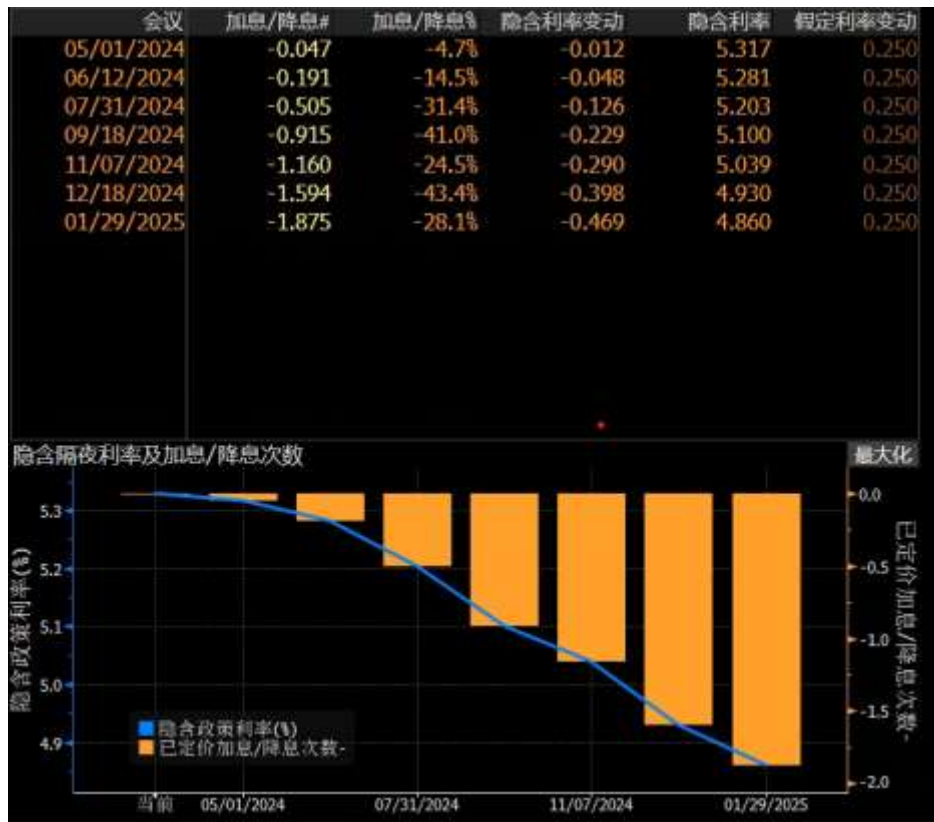 会议 加息/降息# 加息/降息% 隐含利率变动 隐含利率 假定利率变动
05/01/2024 -0.047 -4.7% -0.012 5.317 0.250
06/12/2024 -0.191 -14.5% -0.048 5.281 0.250
07/31/2024 -0.505 -31.4% -0.126 5.203 0.250
09/18/2024 -0.915 -41.0% -0.229 5.100 0.250
11/07/2024 -1.160 -24.5% -0.290 5.039 0.250
12/18/2024 -1.594 -43.4% -0.398 4.930 0.250
01/29/2025 -1.875 -28.1% -0.469 4.860 0.250
隐含隔夜利率及加息/降息次数 最大化
隐含政策利率(%)
5.3
5.2
5.1
5.0
4.9
隐含政策利率(%)
已定价加息/降息次数-
0.0
-0.5
-1.0
-1.5
-2.0
已定价加息/降息次数-
当前 05/01/2024 07/31/2024 11/07/2024 01/29/2025